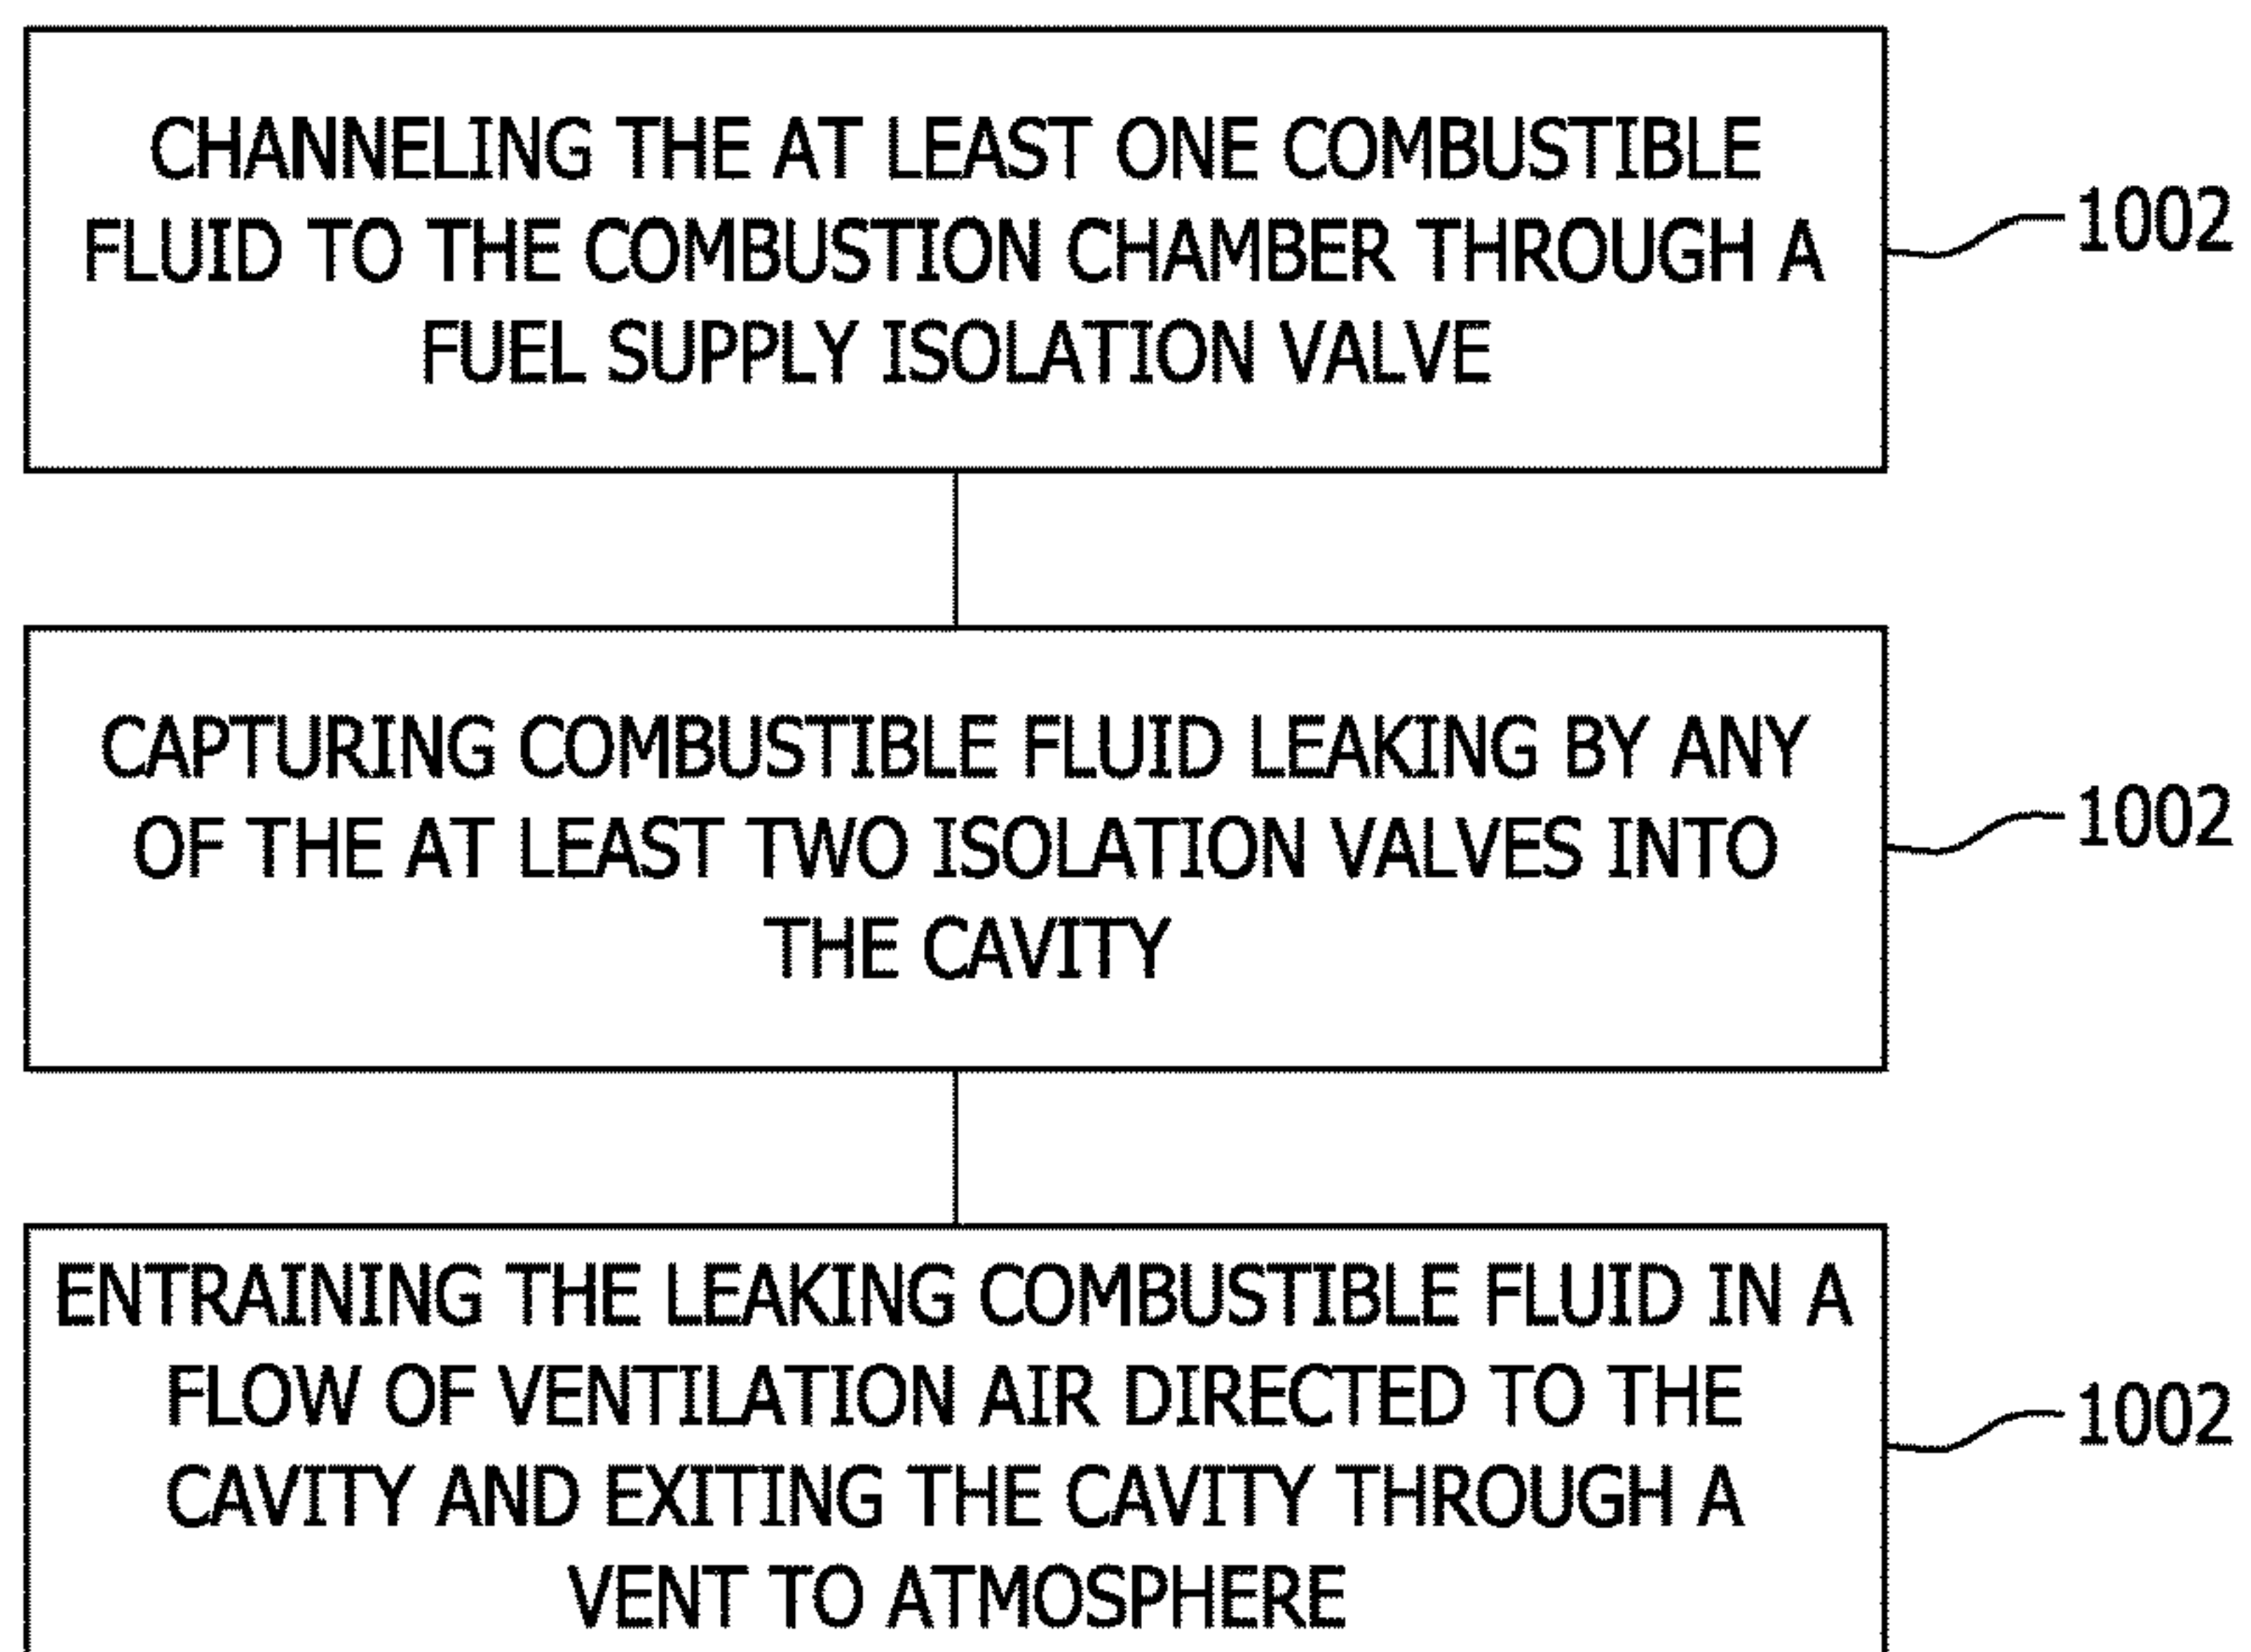 CHANNELING THE AT LEAST ONE COMBUSTIBLE
FLUID TO THE COMBUSTION CHAMBER THROUGH A
FUEL SUPPLY ISOLATION VALVE
1002
CAPTURING COMBUSTIBLE FLUID LEAKING BY ANY
OF THE AT LEAST TWO ISOLATION VALVES INTO
THE CAVITY
1002
ENTRAINING THE LEAKING COMBUSTIBLE FLUID IN A
FLOW OF VENTILATION AIR DIRECTED TO THE
CAVITY AND EXITING THE CAVITY THROUGH A
VENT TO ATMOSPHERE
1002